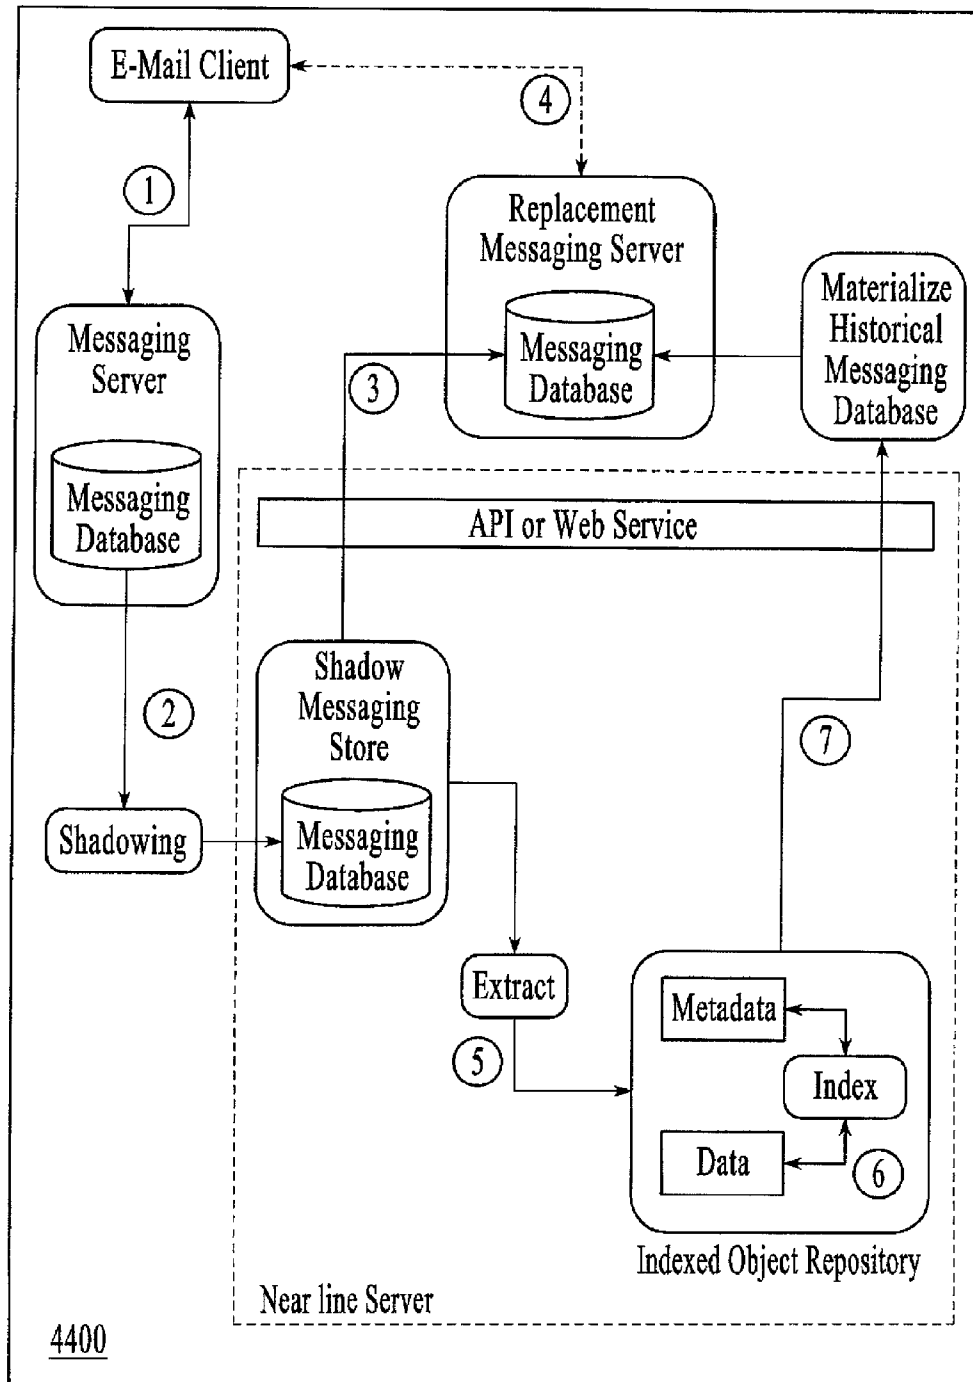 E-Mail Client
4
1
Replacement
Messaging Server
Messaging
Database
Materialize
Historical
Messaging
Database
Messaging
Server
Messaging
Database
3
API or Web Service
2
Shadow
Messaging
Store
Messaging
Database
7
Shadowing
Extract
5
Metadata
Index
Data
6
Indexed Object Repository
Near line Server
4400